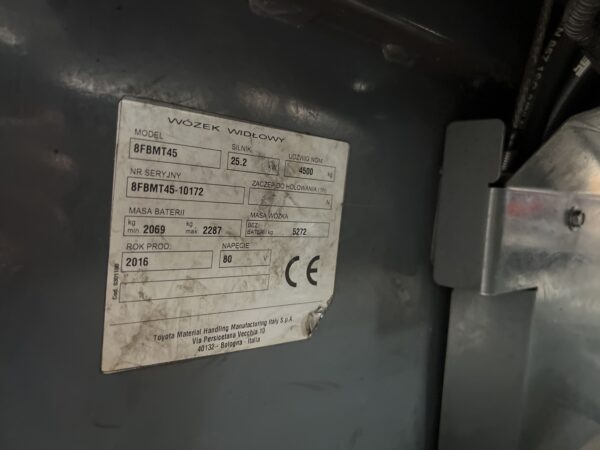 WÓZEK WIDŁOWY
MODEL
8FBMT45
SILNIK
25.2 kW
UDŹWIG NOM.
4500 kg
NR SERYJNY
8FBMT45-10172
ZACZEP DO HOLOWANIA
N
MASA BATERII
kg min. 2069 kg max. 2287
MASA WÓZKA
BEZ BATERII kg 5272
ROK PROD.
2016
NAPIĘCIE
80 V
CE
Toyota Material Handling Manufacturing Italy S.p.A.
Via Persicetana Vecchia 10
40132 - Bologna - Italia